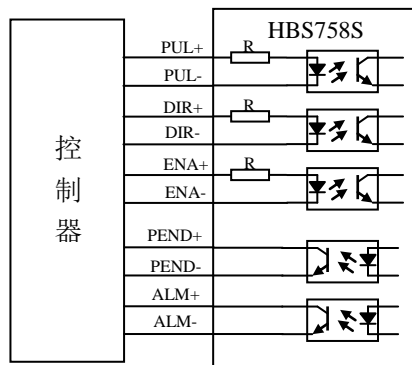 HBS758S
PUL+
R
PUL-
DIR+
R
DIR-
控
制
器
ENA+
R
ENA-
PEND+
PEND-
ALM+
ALM-